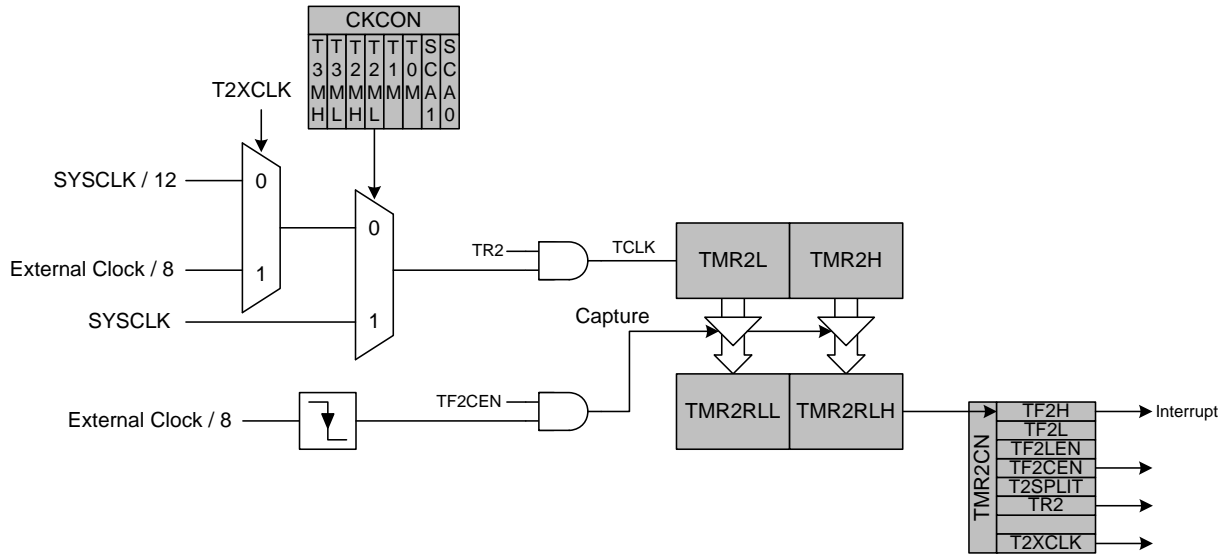 CKCON
T3MH
T3ML
T2MH
T2ML
T1M
T0M
SCA1
SCA0
T2XCLK
SYSCLK / 12
0
External Clock / 8
1
SYSCLK
0
1
TR2
TCLK
TMR2L
TMR2H
Capture
External Clock / 8
TF2CEN
TMR2RLL
TMR2RLH
TMR2CN
TF2H
TF2L
TF2LEN
TF2CEN
T2SPLIT
TR2
T2XCLK
Interrupt